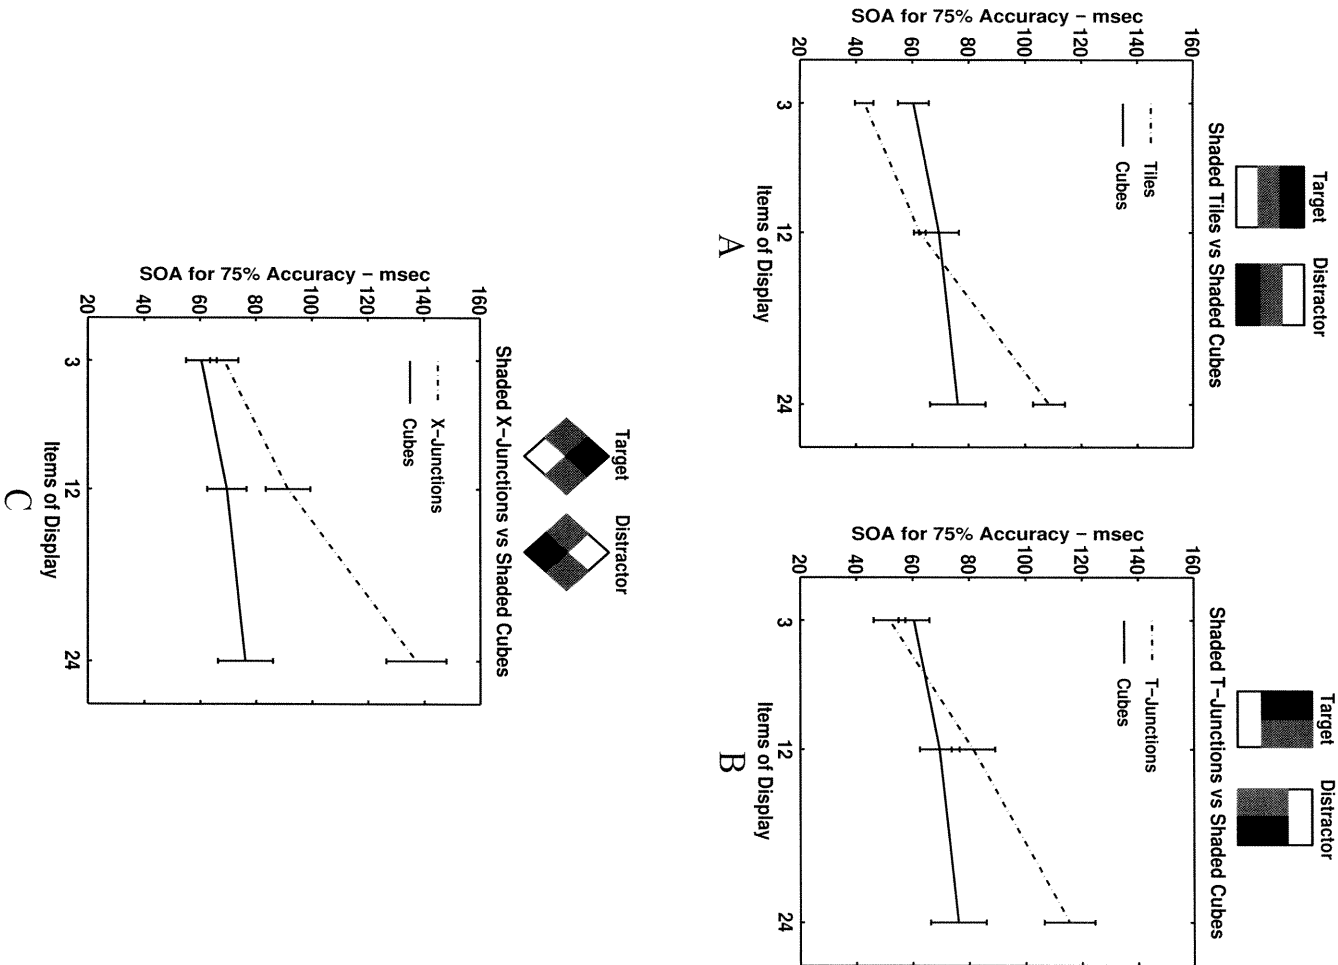 Target Distractor
Shaded Tiles vs Shaded Cubes
160
140
120
100
80
60
40
20
SOA for 75% Accuracy – msec
Tiles
Cubes
3 12 24
Items of Display
A
Target Distractor
Shaded T–Junctions vs Shaded Cubes
160
140
120
100
80
60
40
20
SOA for 75% Accuracy – msec
T–Junctions
Cubes
3 12 24
Items of Display
B
Target Distractor
Shaded X–Junctions vs Shaded Cubes
160
140
120
100
80
60
40
20
SOA for 75% Accuracy – msec
X–Junctions
Cubes
3 12 24
Items of Display
C